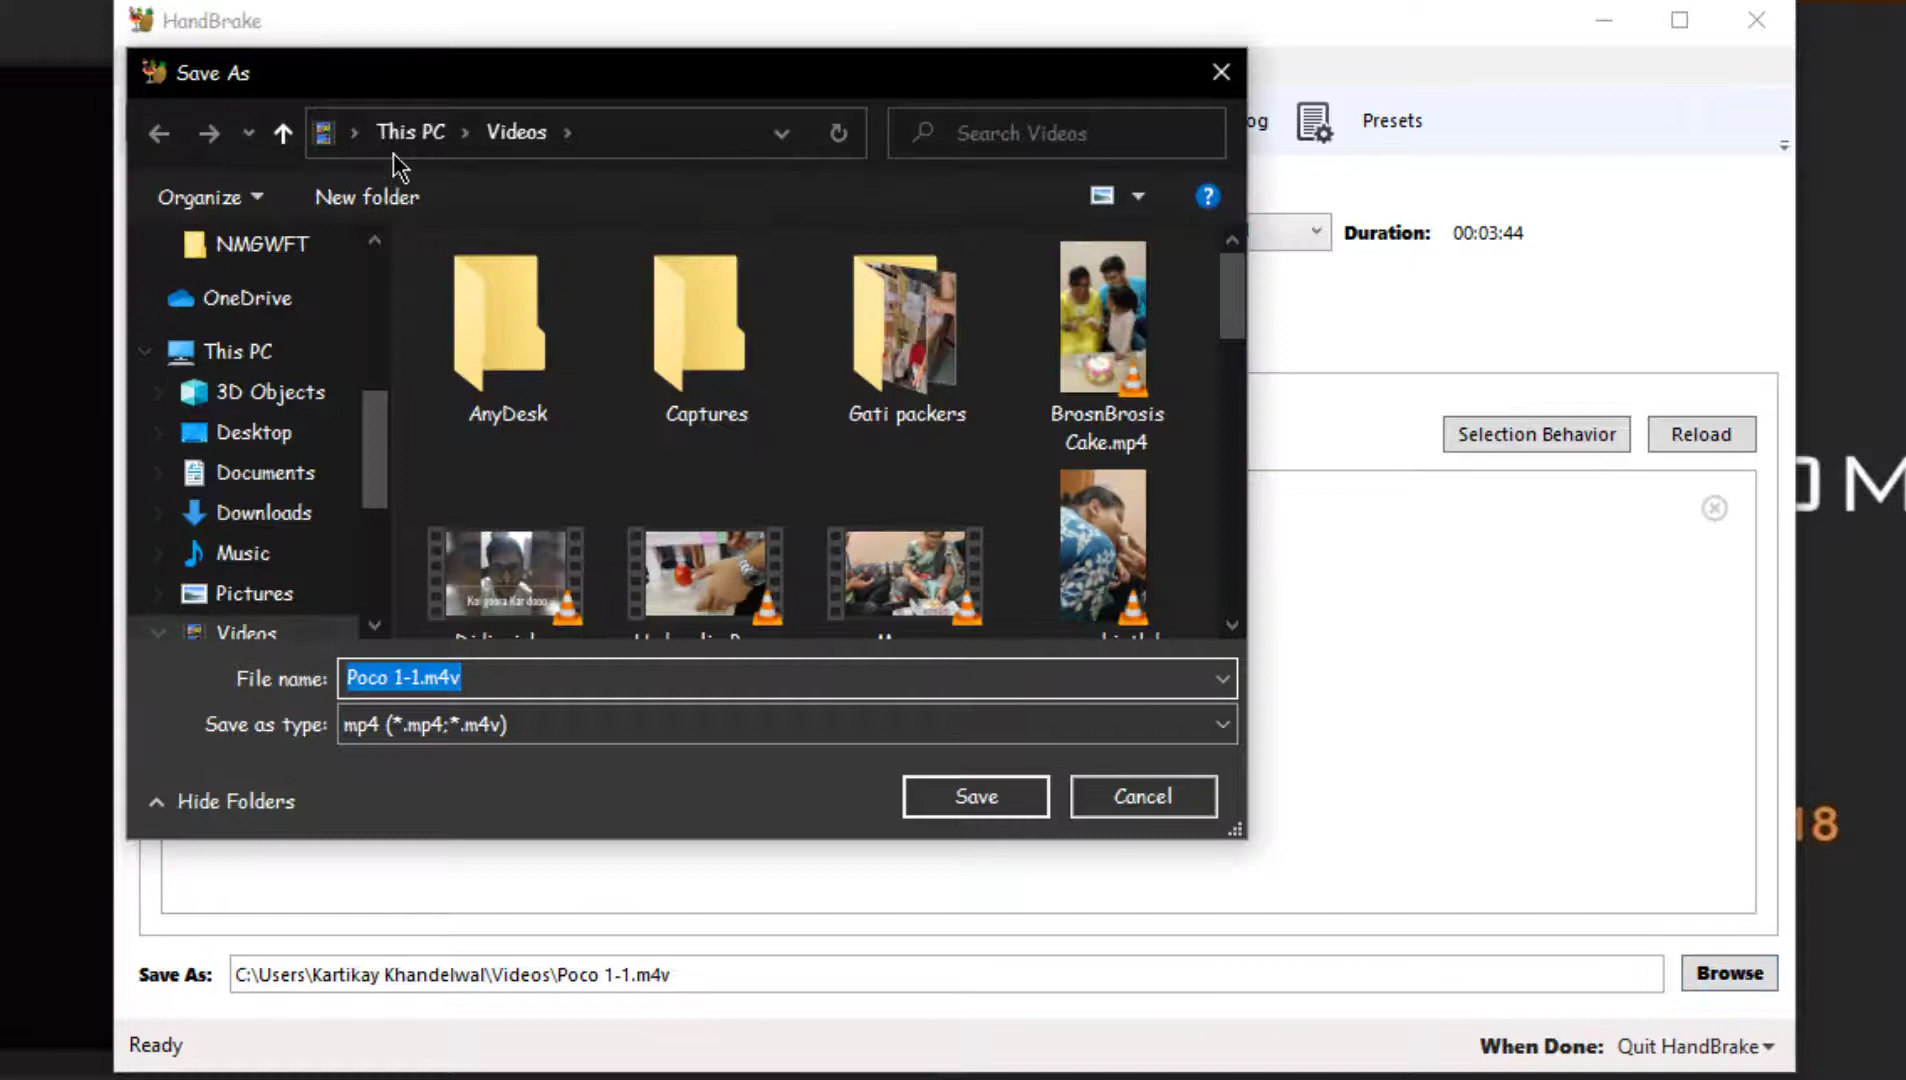 HandBrake
Save As
This PC Videos
Search Videos
og
Presets
Organize
New folder
NMGWFT
OneDrive
This PC
3D Objects
Desktop
Documents
Downloads
Music
Pictures
Videos
AnyDesk
Captures
Gati packers
BrosnBrosis
Cake.mp4
Duration: 00:03:44
Selection Behavior
Reload
OM
18
File name: Poco 1-1.m4v
Save as type: mp4 (*.mp4;*.m4v)
Hide Folders
Save
Cancel
Save As: C:\Users\Kartikay Khandelwal\Videos\Poco 1-1.m4v
Browse
Ready
When Done: Quit HandBrake